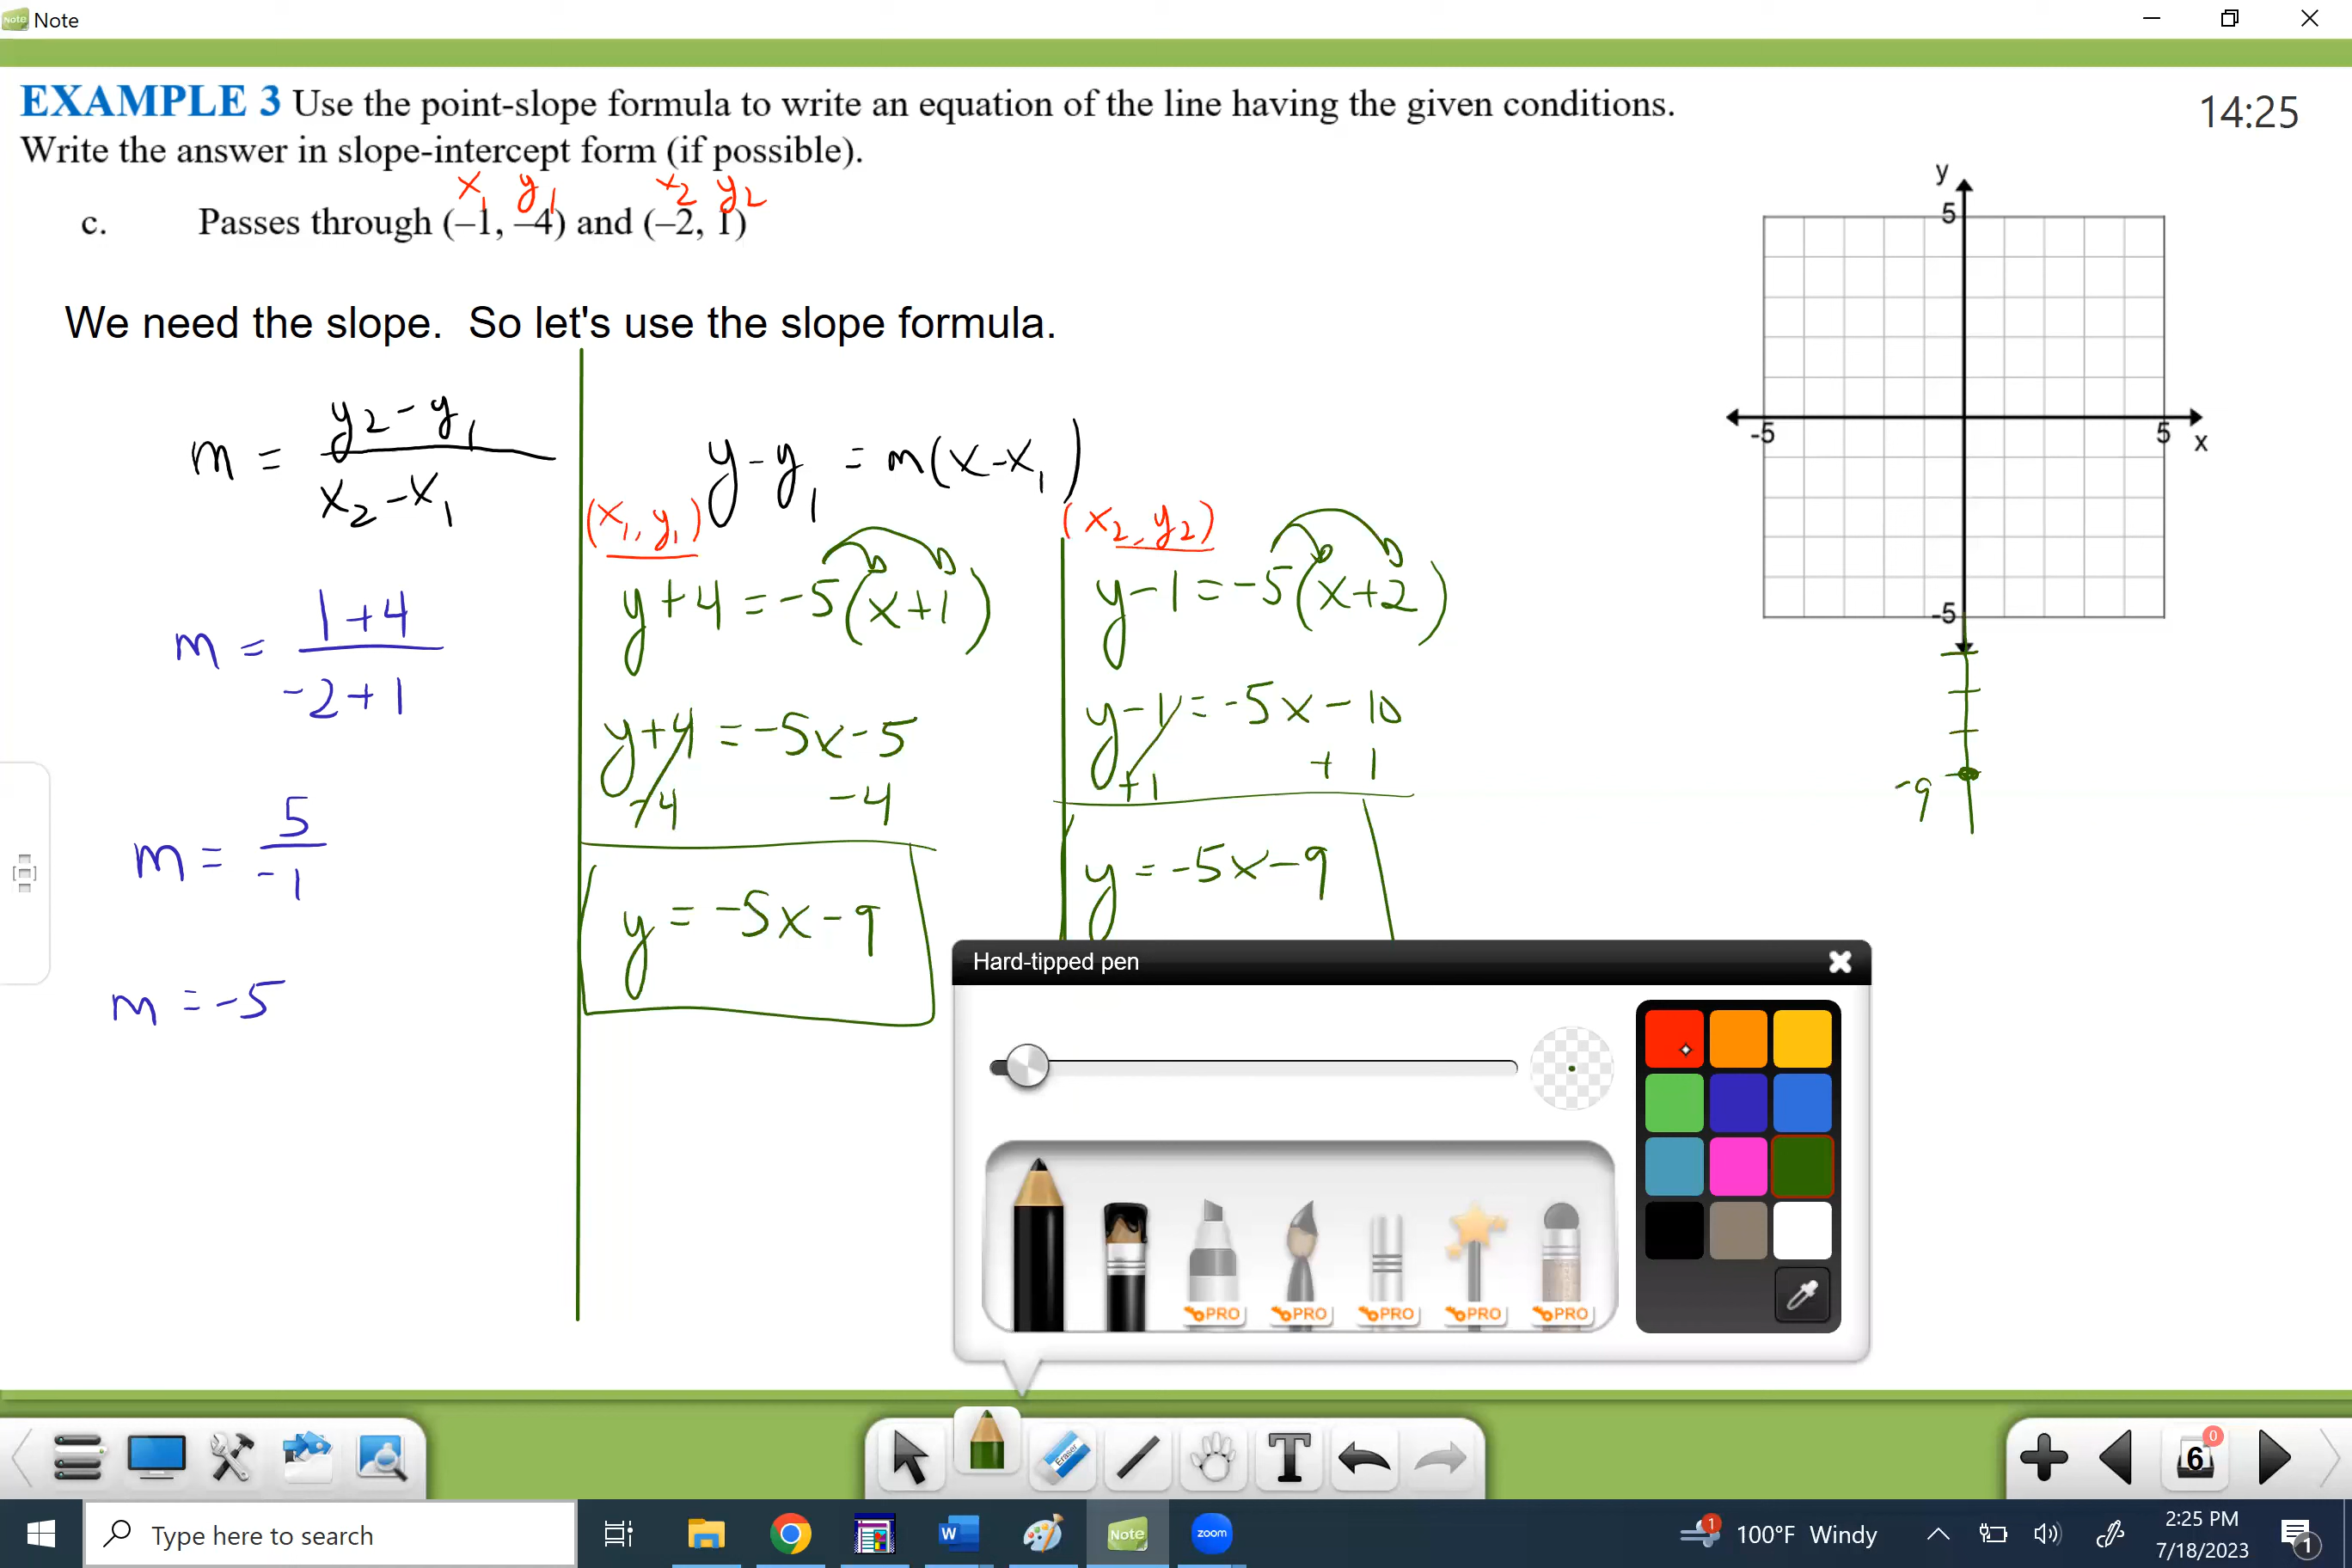 Note
EXAMPLE 3 Use the point-slope formula to write an equation of the line having the given conditions.
Write the answer in slope-intercept form (if possible).
14:25
x1 y1 x2 y2
c. Passes through (–1, –4) and (–2, 1)
We need the slope. So let's use the slope formula.
m = y2 - y1 / x2 - x1
m = 1 + 4 / -2 + 1
m = 5 / -1
m = -5
y - y1 = m(x - x1)
(x1, y1)
y + 4 = -5(x + 1)
y + 4 = -5x - 5
-4 -4
y = -5x - 9
(x2, y2)
y - 1 = -5(x + 2)
y - 1 = -5x - 10
+1 + 1
y = -5x - 9
y
5
-5
5
x
-5
-9
Hard-tipped pen
PRO PRO PRO PRO PRO
Eraser
T
6
0
Type here to search
W
Note
zoom
1
100°F Windy
2:25 PM
7/18/2023
1